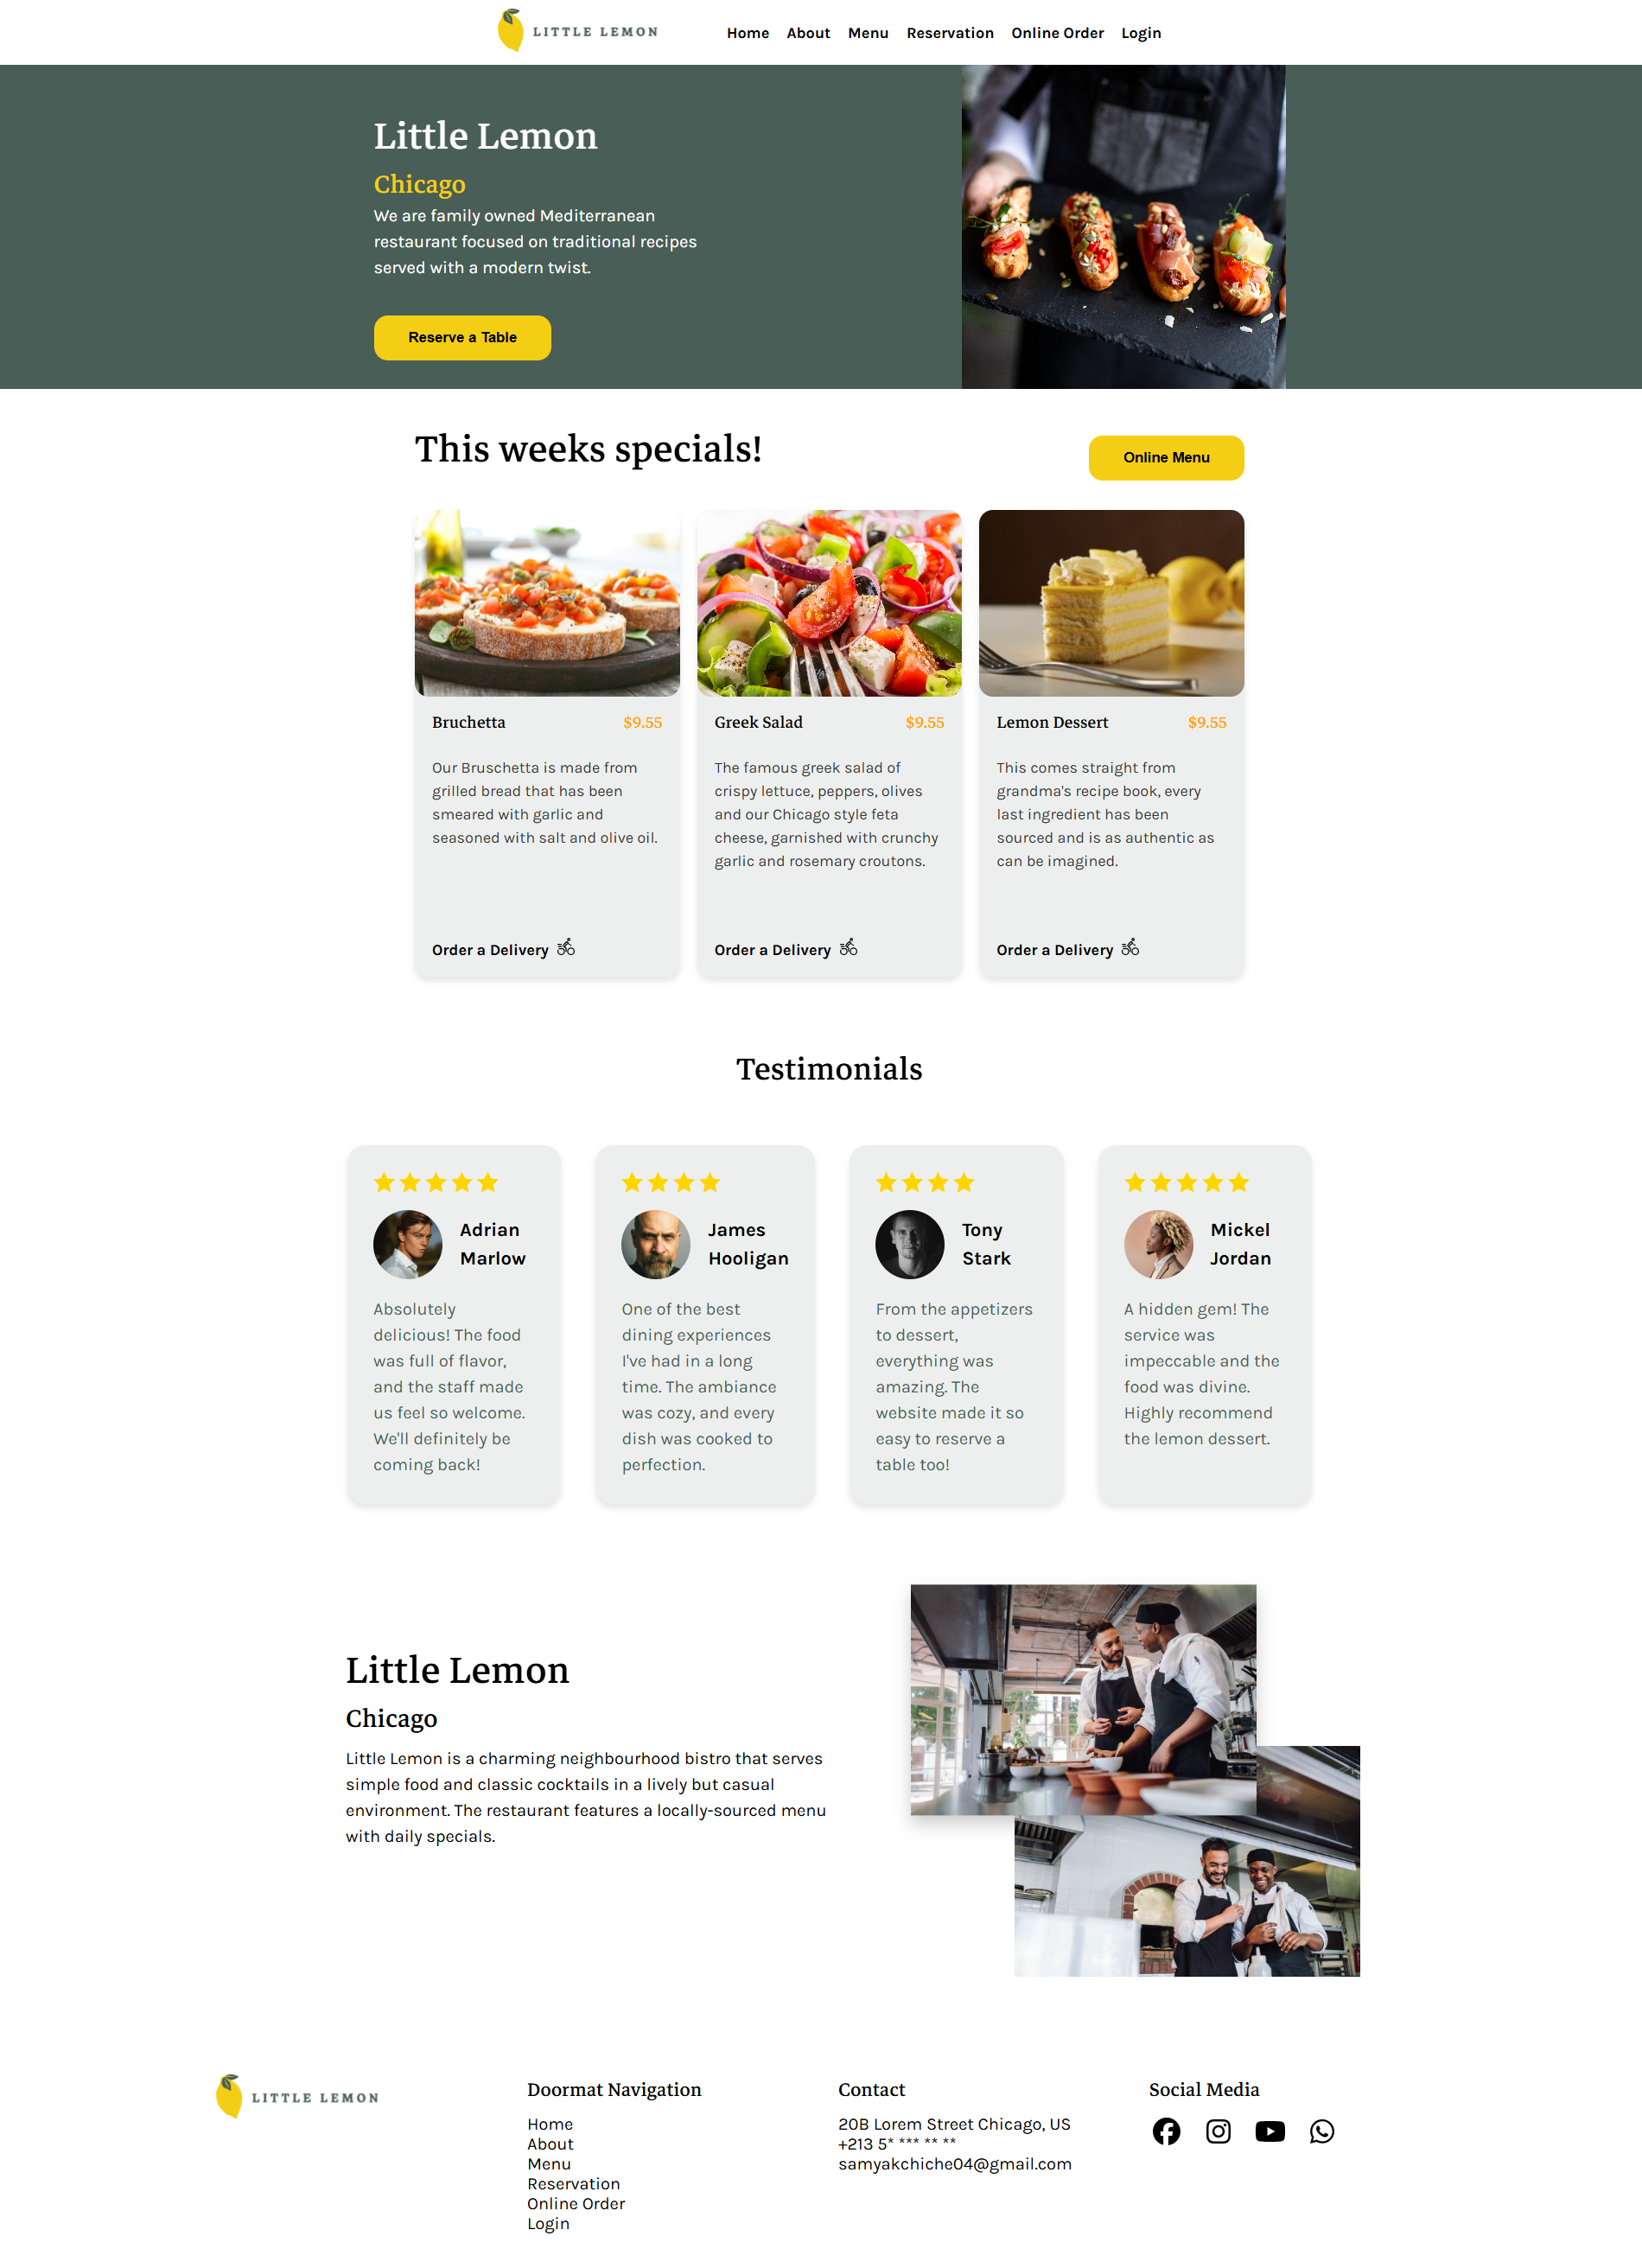 LITTLE LEMON
Home About Menu Reservation Online Order Login
Little Lemon
Chicago
We are family owned Mediterranean
restaurant focused on traditional recipes
served with a modern twist.
Reserve a Table
This weeks specials!
Online Menu
Bruchetta $9.55
Our Bruschetta is made from
grilled bread that has been
smeared with garlic and
seasoned with salt and olive oil.
Order a Delivery
Greek Salad $9.55
The famous greek salad of
crispy lettuce, peppers, olives
and our Chicago style feta
cheese, garnished with crunchy
garlic and rosemary croutons.
Order a Delivery
Lemon Dessert $9.55
This comes straight from
grandma's recipe book, every
last ingredient has been
sourced and is as authentic as
can be imagined.
Order a Delivery
Testimonials
Adrian
Marlow
Absolutely
delicious! The food
was full of flavor,
and the staff made
us feel so welcome.
We'll definitely be
coming back!
James
Hooligan
One of the best
dining experiences
I've had in a long
time. The ambiance
was cozy, and every
dish was cooked to
perfection.
Tony
Stark
From the appetizers
to dessert,
everything was
amazing. The
website made it so
easy to reserve a
table too!
Mickel
Jordan
A hidden gem! The
service was
impeccable and the
food was divine.
Highly recommend
the lemon dessert.
Little Lemon
Chicago
Little Lemon is a charming neighbourhood bistro that serves
simple food and classic cocktails in a lively but casual
environment. The restaurant features a locally-sourced menu
with daily specials.
LITTLE LEMON
Doormat Navigation
Home
About
Menu
Reservation
Online Order
Login
Contact
20B Lorem Street Chicago, US
+213 5* *** ** **
samyakchiche04@gmail.com
Social Media